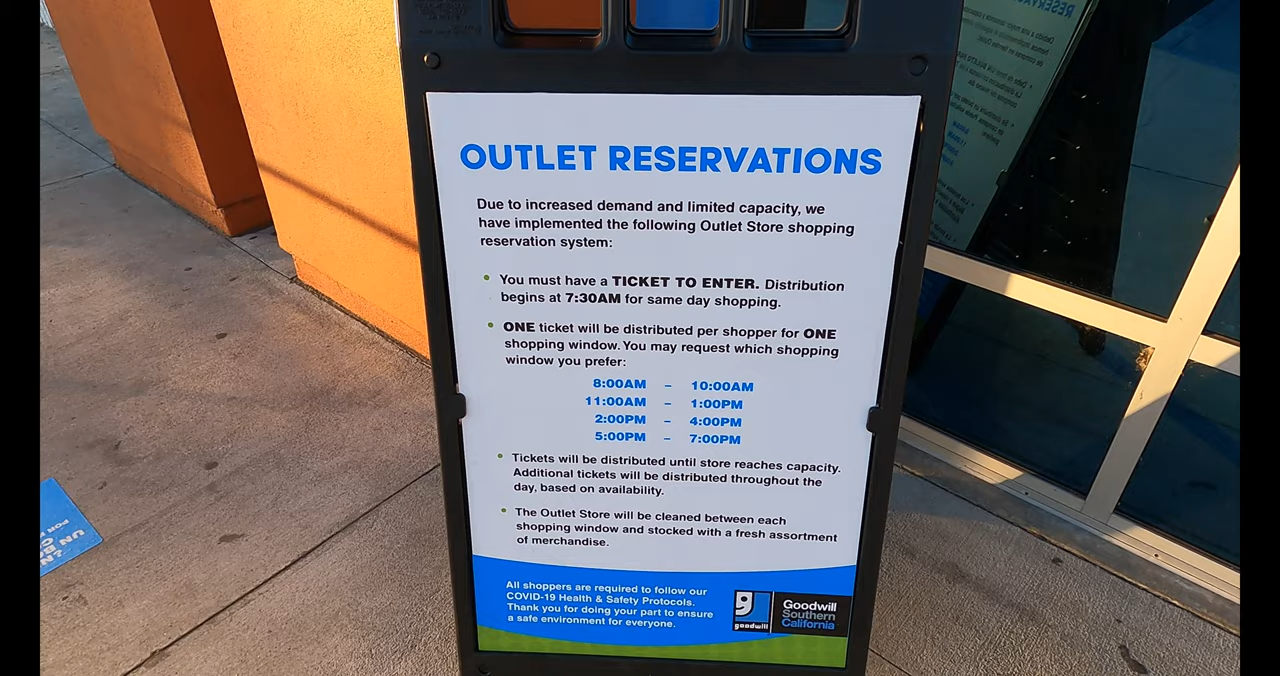 OUTLET RESERVATIONS
Due to increased demand and limited capacity, we
have implemented the following Outlet Store shopping
reservation system:
• You must have a TICKET TO ENTER. Distribution
begins at 7:30AM for same day shopping.
• ONE ticket will be distributed per shopper for ONE
shopping window. You may request which shopping
window you prefer:
8:00AM – 10:00AM
11:00AM – 1:00PM
2:00PM – 4:00PM
5:00PM – 7:00PM
• Tickets will be distributed until store reaches capacity.
Additional tickets will be distributed throughout the
day, based on availability.
• The Outlet Store will be cleaned between each
shopping window and stocked with a fresh assortment
of merchandise.
All shoppers are required to follow our
COVID-19 Health & Safety Protocols.
Thank you for doing your part to ensure
a safe environment for everyone.
goodwill
Goodwill
Southern
California
UN
POR